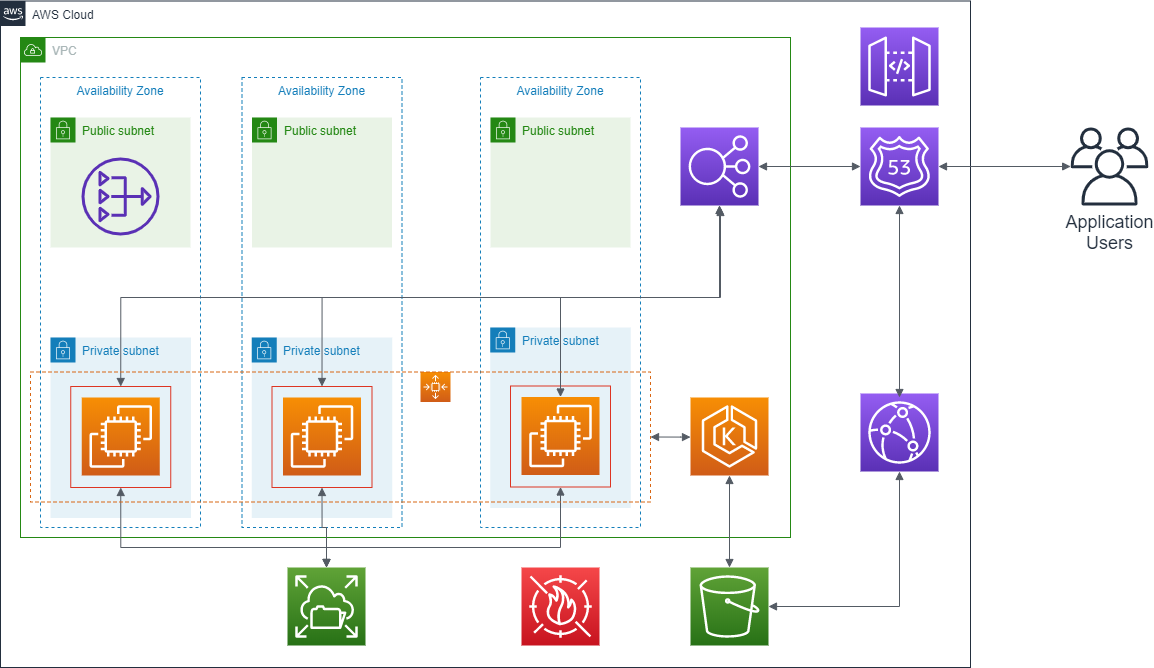 aws
AWS Cloud
VPC
Availability Zone
Availability Zone
Availability Zone
Public subnet
Public subnet
Public subnet
53
Application
Users
Private subnet
Private subnet
Private subnet
K